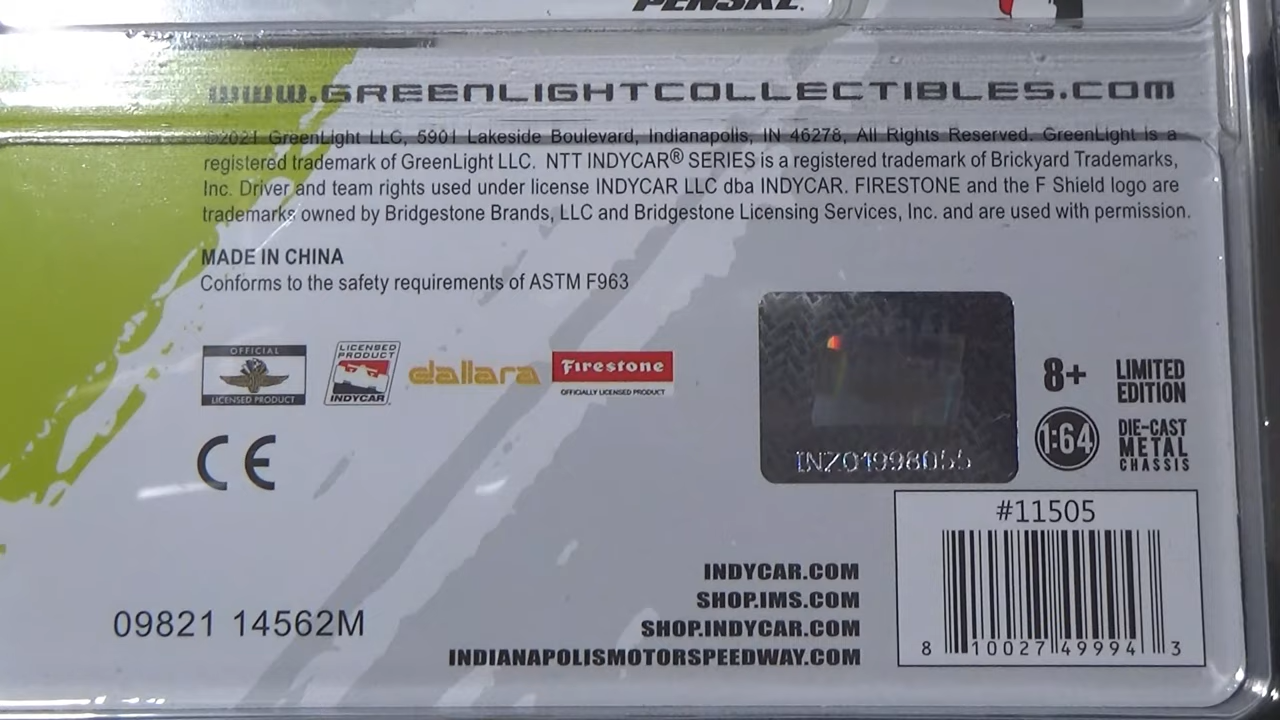 PENSKE.
www.GREENLIGHTCOLLECTIBLES.com
©2021 GreenLight LLC, 5901 Lakeside Boulevard, Indianapolis, IN 46278, All Rights Reserved. GreenLight is a
registered trademark of GreenLight LLC. NTT INDYCAR® SERIES is a registered trademark of Brickyard Trademarks,
Inc. Driver and team rights used under license INDYCAR LLC dba INDYCAR. FIRESTONE and the F Shield logo are
trademarks owned by Bridgestone Brands, LLC and Bridgestone Licensing Services, Inc. and are used with permission.
MADE IN CHINA
Conforms to the safety requirements of ASTM F963
OFFICIAL
LICENSED PRODUCT
LICENSED
PRODUCT
INDYCAR
dallara
Firestone
OFFICIALLY LICENSED PRODUCT
INZ01998055
8+
LIMITED
EDITION
1:64
DIE-CAST
METAL
CHASSIS
CE
#11505
8 10027 49994 3
INDYCAR.COM
SHOP.IMS.COM
SHOP.INDYCAR.COM
INDIANAPOLISMOTORSPEEDWAY.COM
09821 14562M